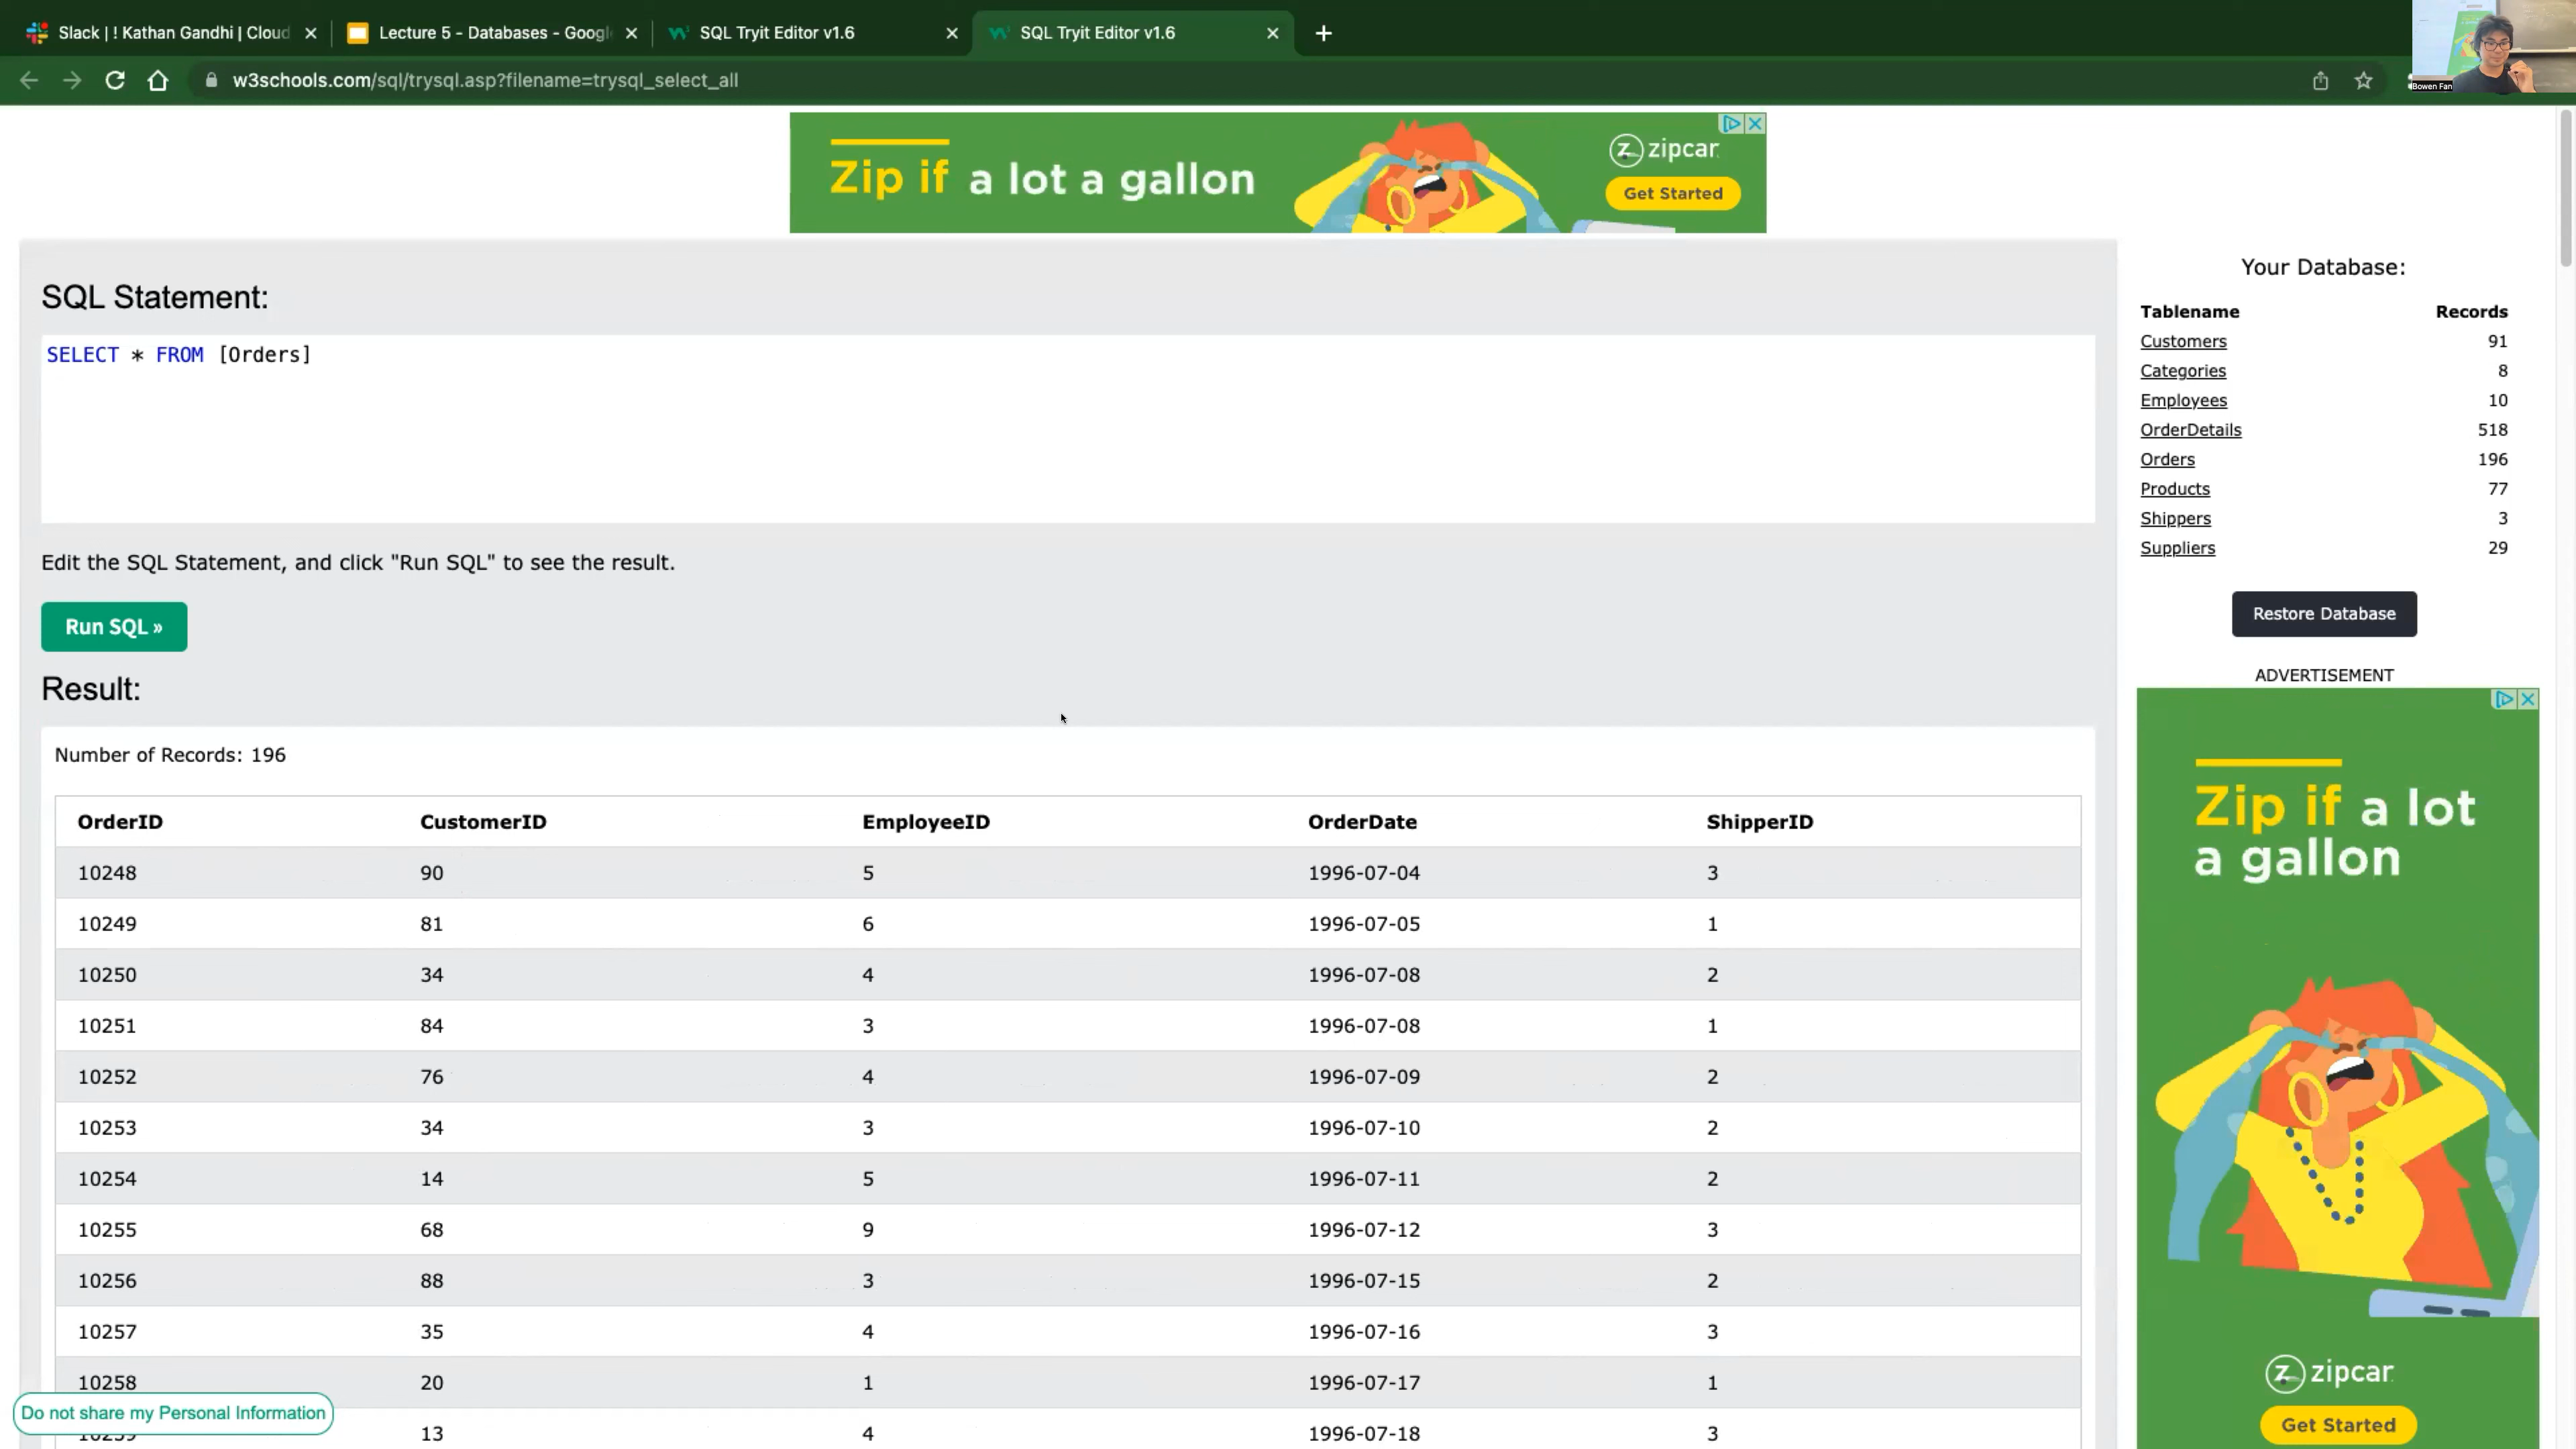 Slack | ! Kathan Gandhi | Cloud
Lecture 5 - Databases - Googl
SQL Tryit Editor v1.6
SQL Tryit Editor v1.6
w3schools.com/sql/trysql.asp?filename=trysql_select_all
Bowen Fan
Zip if a lot a gallon
zipcar
Get Started
SQL Statement:
SELECT * FROM [Orders]
Edit the SQL Statement, and click "Run SQL" to see the result.
Run SQL »
Result:
Number of Records: 196
OrderID CustomerID EmployeeID OrderDate ShipperID
10248 90 5 1996-07-04 3
10249 81 6 1996-07-05 1
10250 34 4 1996-07-08 2
10251 84 3 1996-07-08 1
10252 76 4 1996-07-09 2
10253 34 3 1996-07-10 2
10254 14 5 1996-07-11 2
10255 68 9 1996-07-12 3
10256 88 3 1996-07-15 2
10257 35 4 1996-07-16 3
10258 20 1 1996-07-17 1
13 4 1996-07-18 3
Do not share my Personal Information
Your Database:
Tablename Records
Customers 91
Categories 8
Employees 10
OrderDetails 518
Orders 196
Products 77
Shippers 3
Suppliers 29
Restore Database
ADVERTISEMENT
Zip if a lot
a gallon
zipcar
Get Started